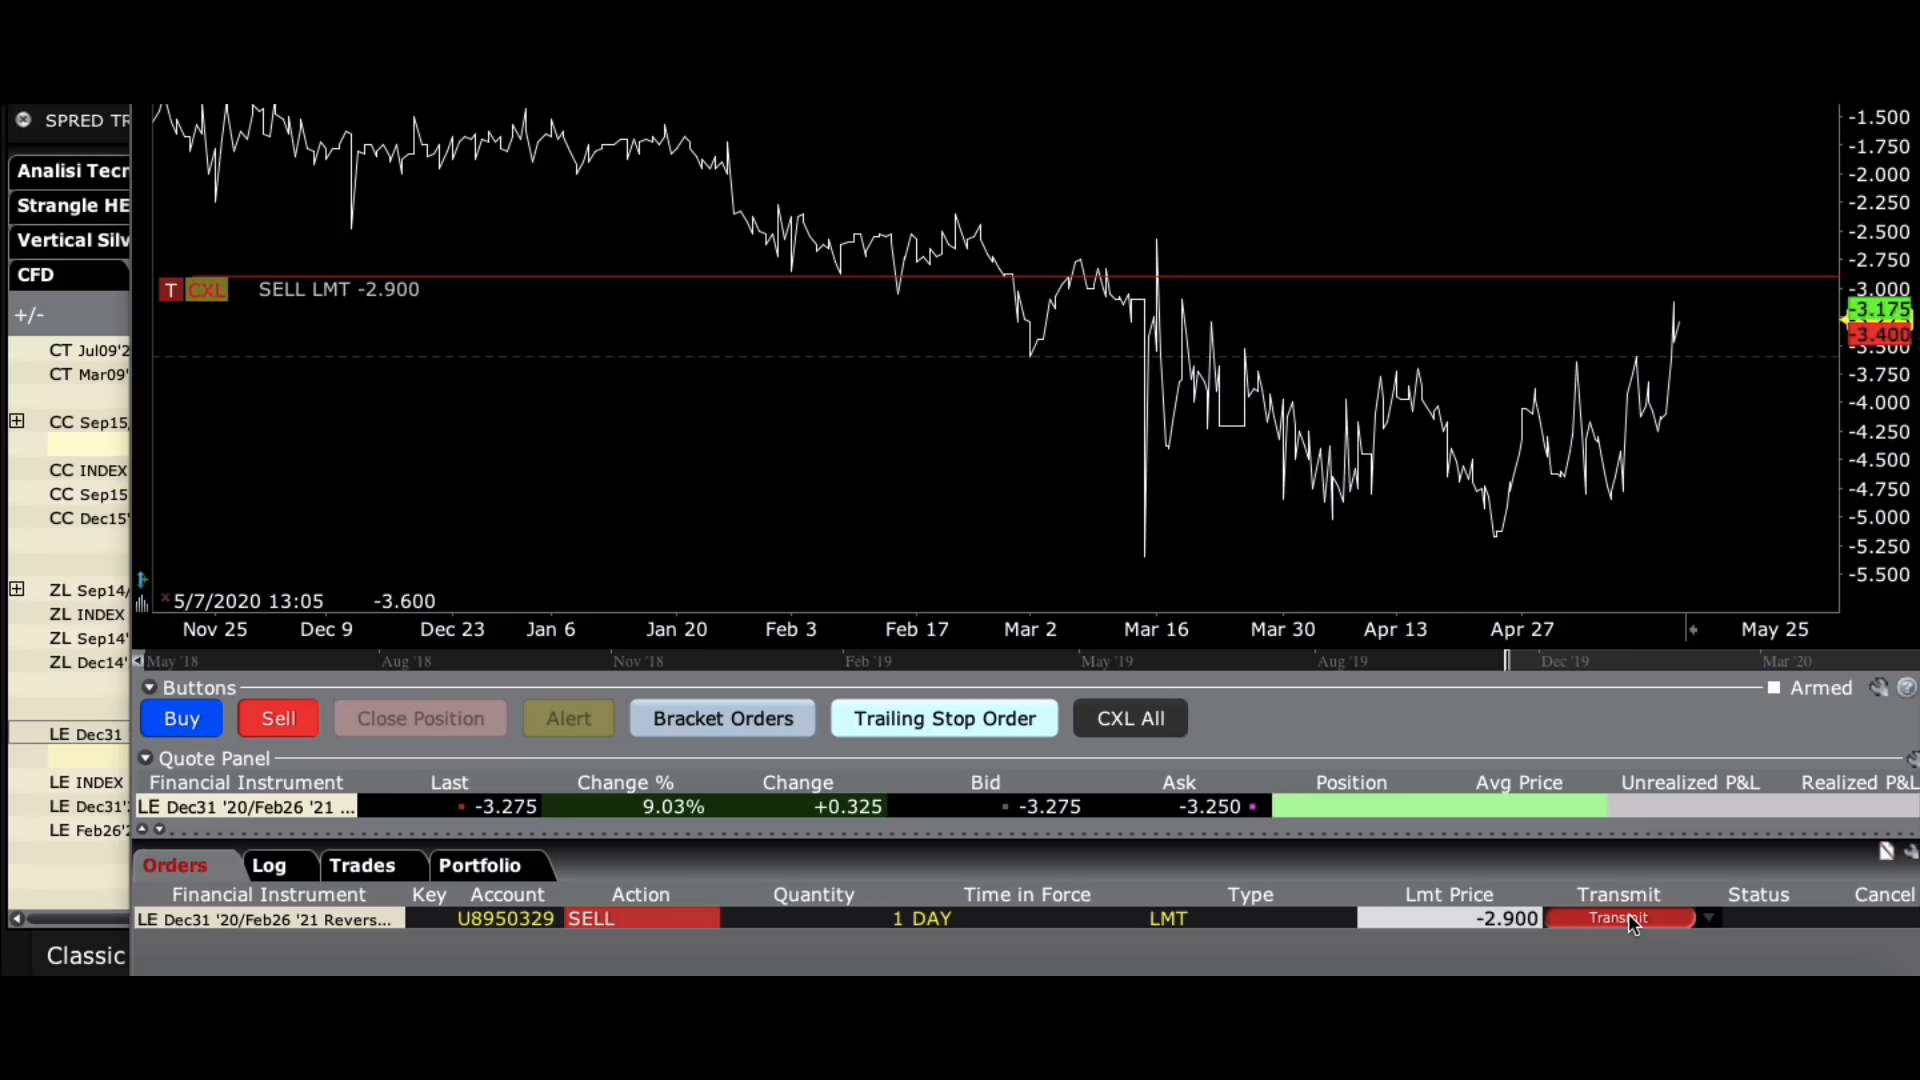 SPRED TR
Analisi Tecr
Strangle HE
Vertical Silv
CFD
+/-
CT Jul09'2
CT Mar09'
CC Sep15/
CC INDEX
CC Sep15
CC Dec15'
ZL Sep14/
ZL INDEX
ZL Sep14'
ZL Dec14'
LE Dec31
LE INDEX
LE Dec31'2
LE Feb26'2
Classic
T CXL SELL LMT -2.900
-1.500
-1.750
-2.000
-2.250
-2.500
-2.750
-3.000
-3.175
-3.400
-3.500
-3.750
-4.000
-4.250
-4.500
-4.750
-5.000
-5.250
-5.500
5/7/2020 13:05 -3.600
Nov 25 Dec 9 Dec 23 Jan 6 Jan 20 Feb 3 Feb 17 Mar 2 Mar 16 Mar 30 Apr 13 Apr 27 May 25
May '18 Aug '18 Nov '18 Feb '19 May '19 Aug '19 Dec '19 Mar '20
Buttons Armed
Buy Sell Close Position Alert Bracket Orders Trailing Stop Order CXL All
Quote Panel
Financial Instrument Last Change % Change Bid Ask Position Avg Price Unrealized P&L Realized P&L
LE Dec31 '20/Feb26 '21 ... -3.275 9.03% +0.325 -3.275 -3.250
Orders Log Trades Portfolio
Financial Instrument Key Account Action Quantity Time in Force Type Lmt Price Transmit Status Cancel
LE Dec31 '20/Feb26 '21 Revers... U8950329 SELL 1 DAY LMT -2.900 Transmit